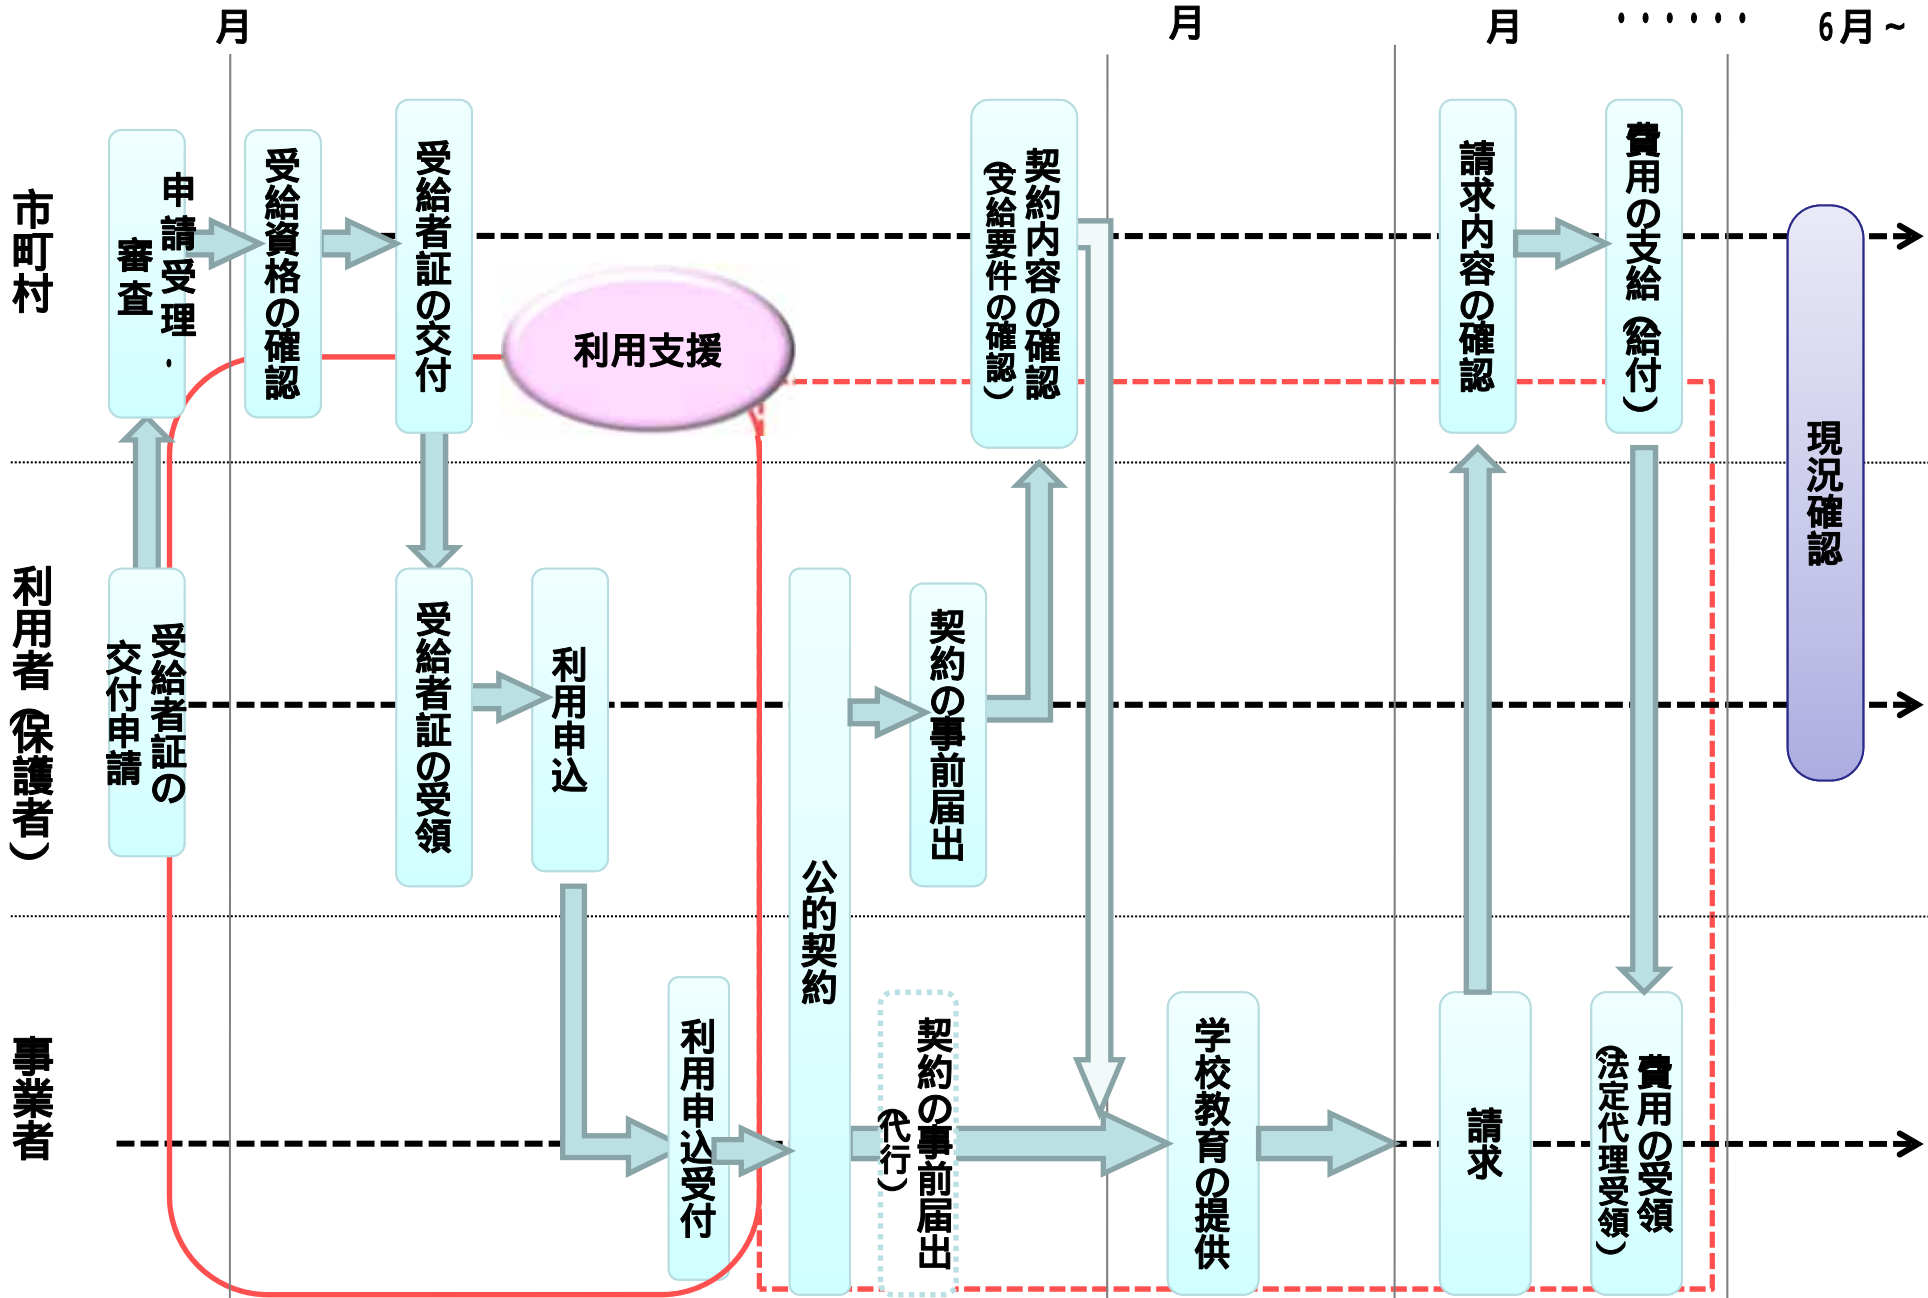 月
月
月
・・・・・・
6月~
市町村
申請受理・
審査
受給資格の確認
受給者証の交付
利用支援
契約内容の確認
(支給要件の確認)
請求内容の確認
費用の支給(給付)
現況確認
利用者(保護者)
受給者証の
交付申請
受給者証の受領
利用申込
公的契約
契約の事前届出
事業者
利用申込受付
契約の事前届出
(代行)
学校教育の提供
請求
費用の受領
(法定代理受領)